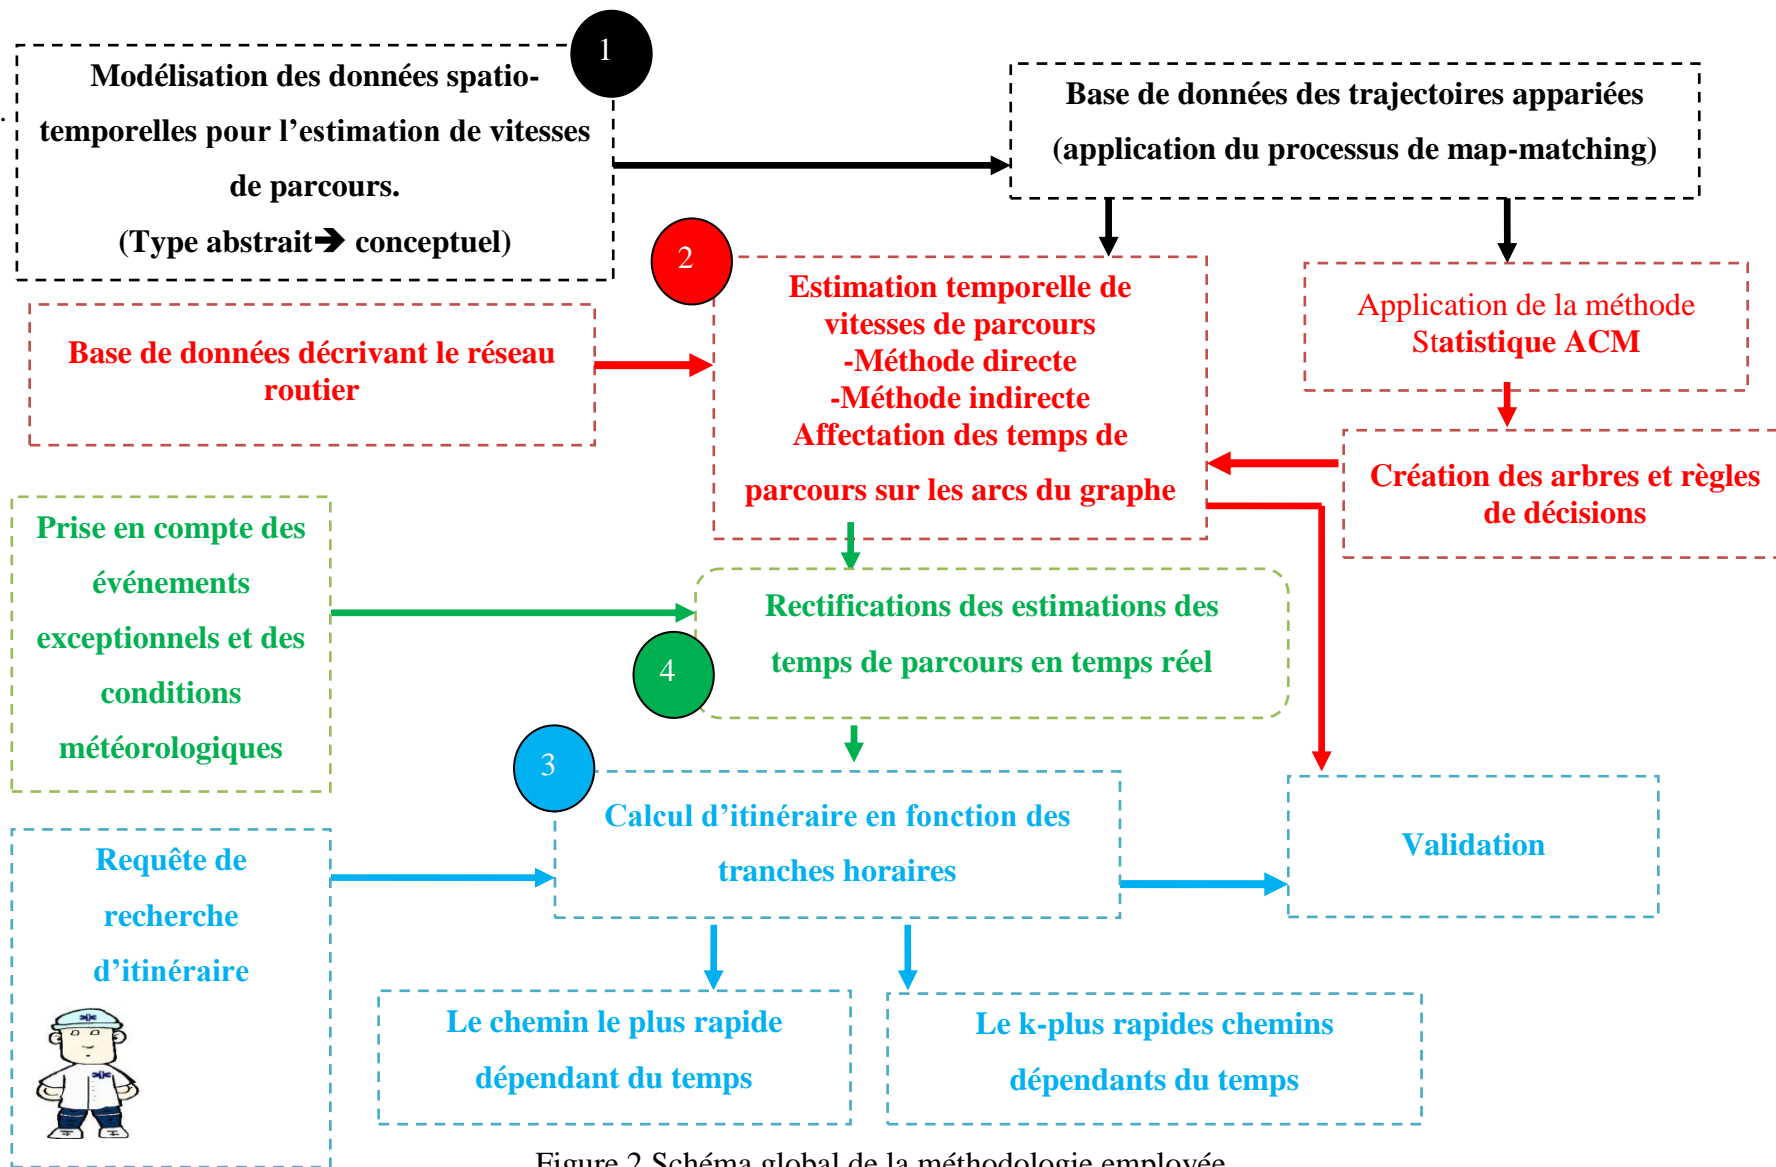 1
Modélisation des données spatio-
temporelles pour l'estimation de vitesses
de parcours.
(Type abstrait➔ conceptuel)
.
Base de données des trajectoires appariées
(application du processus de map-matching)
2
Estimation temporelle de
vitesses de parcours
-Méthode directe
-Méthode indirecte
Affectation des temps de
parcours sur les arcs du graphe
Application de la méthode
Statistique ACM
Base de données décrivant le réseau
routier
Création des arbres et règles
de décisions
Prise en compte des
événements
exceptionnels et des
conditions
météorologiques
Rectifications des estimations des
temps de parcours en temps réel
4
3
Calcul d'itinéraire en fonction des
tranches horaires
Validation
Requête de
recherche
d'itinéraire
Le chemin le plus rapide
dépendant du temps
Le k-plus rapides chemins
dépendants du temps
Figure 2 Schéma global de la méthodologie employée